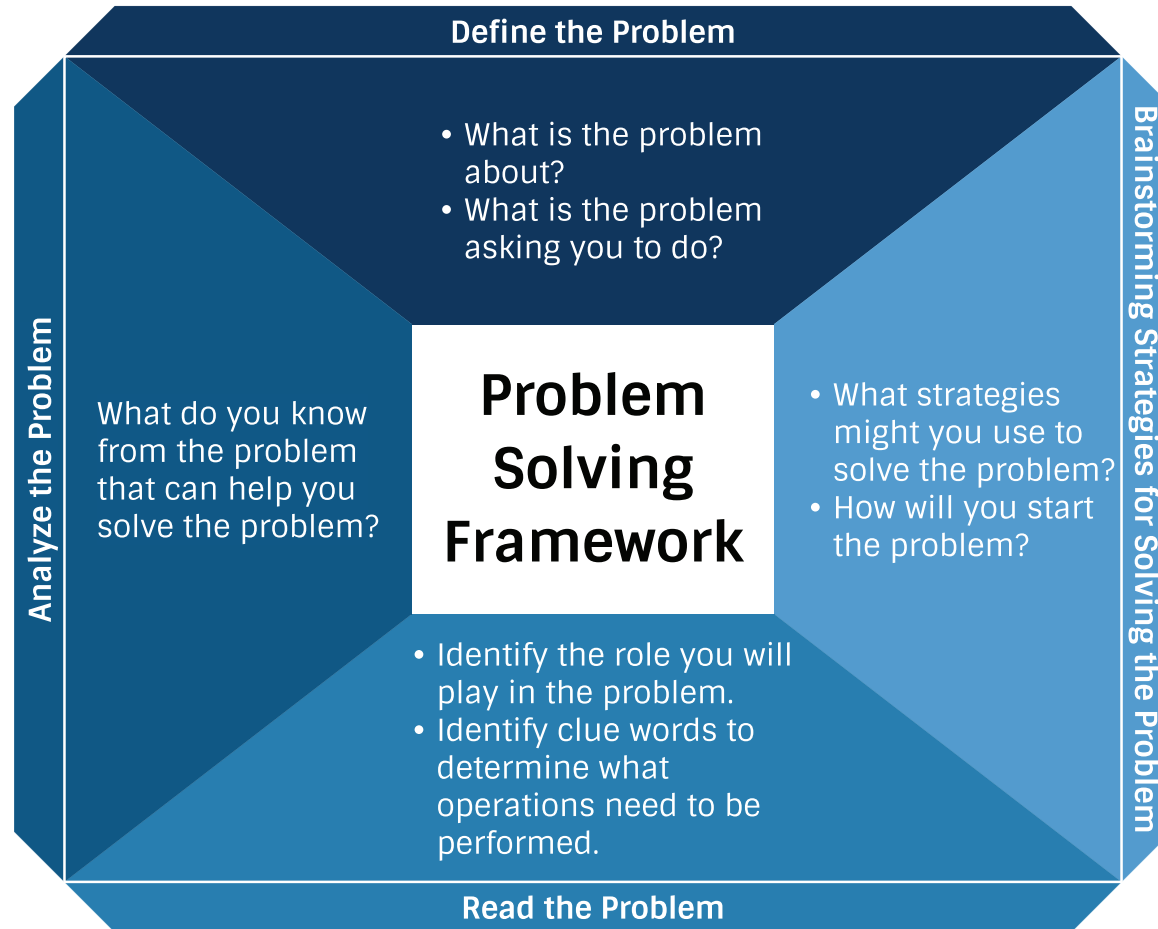 Define the Problem
• What is the problem
about?
• What is the problem
asking you to do?
Analyze the Problem
What do you know
from the problem
that can help you
solve the problem?
Problem
Solving
Framework
• What strategies
might you use to
solve the problem?
• How will you start
the problem?
Brainstorming Strategies for Solving the Problem
• Identify the role you will
play in the problem.
• Identify clue words to
determine what
operations need to be
performed.
Read the Problem